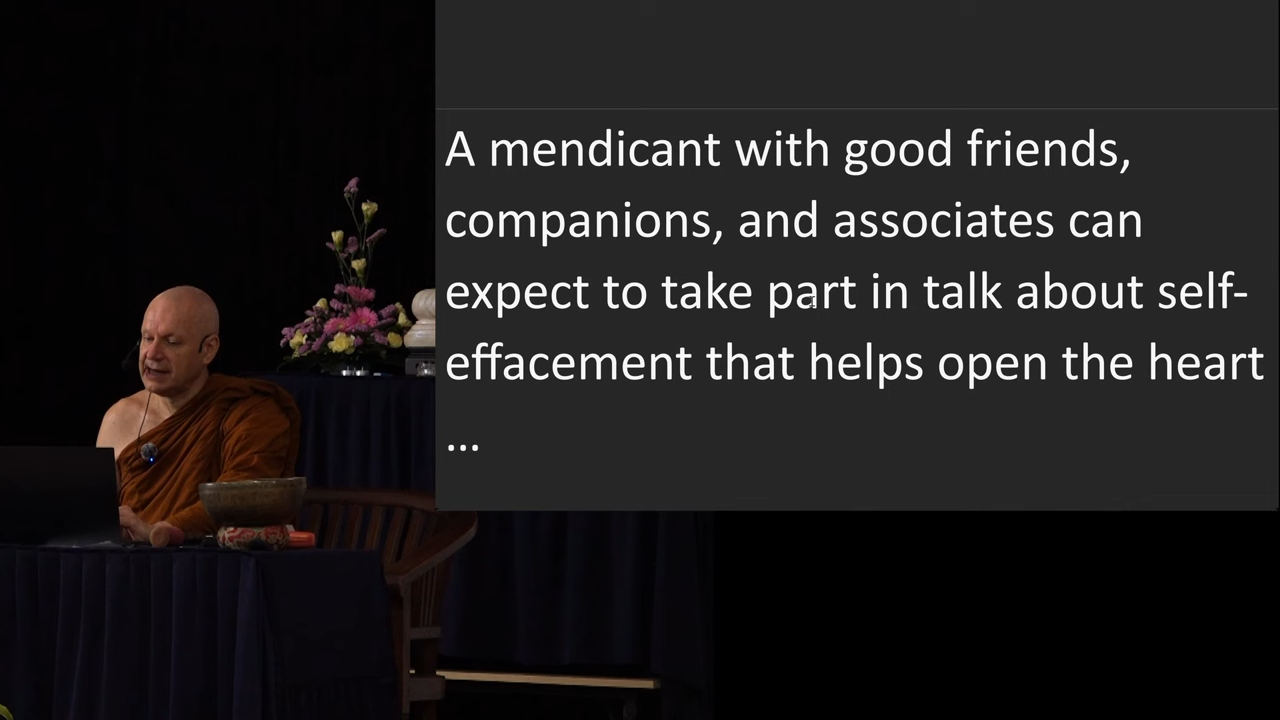 A mendicant with good friends,
companions, and associates can
expect to take part in talk about self-
effacement that helps open the heart
...